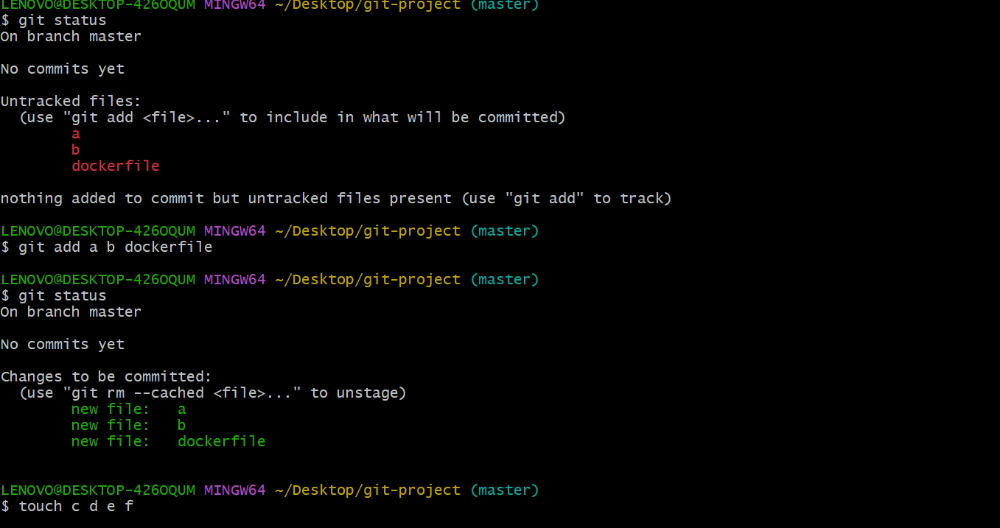 LENOVO@DESKTOP-426OQUM MINGW64 ~/Desktop/git-project (master)
$ git status
On branch master
No commits yet
Untracked files:
  (use "git add <file>..." to include in what will be committed)
        a
        b
        dockerfile
nothing added to commit but untracked files present (use "git add" to track)
LENOVO@DESKTOP-426OQUM MINGW64 ~/Desktop/git-project (master)
$ git add a b dockerfile
LENOVO@DESKTOP-426OQUM MINGW64 ~/Desktop/git-project (master)
$ git status
On branch master
No commits yet
Changes to be committed:
  (use "git rm --cached <file>..." to unstage)
        new file:   a
        new file:   b
        new file:   dockerfile
LENOVO@DESKTOP-426OQUM MINGW64 ~/Desktop/git-project (master)
$ touch c d e f